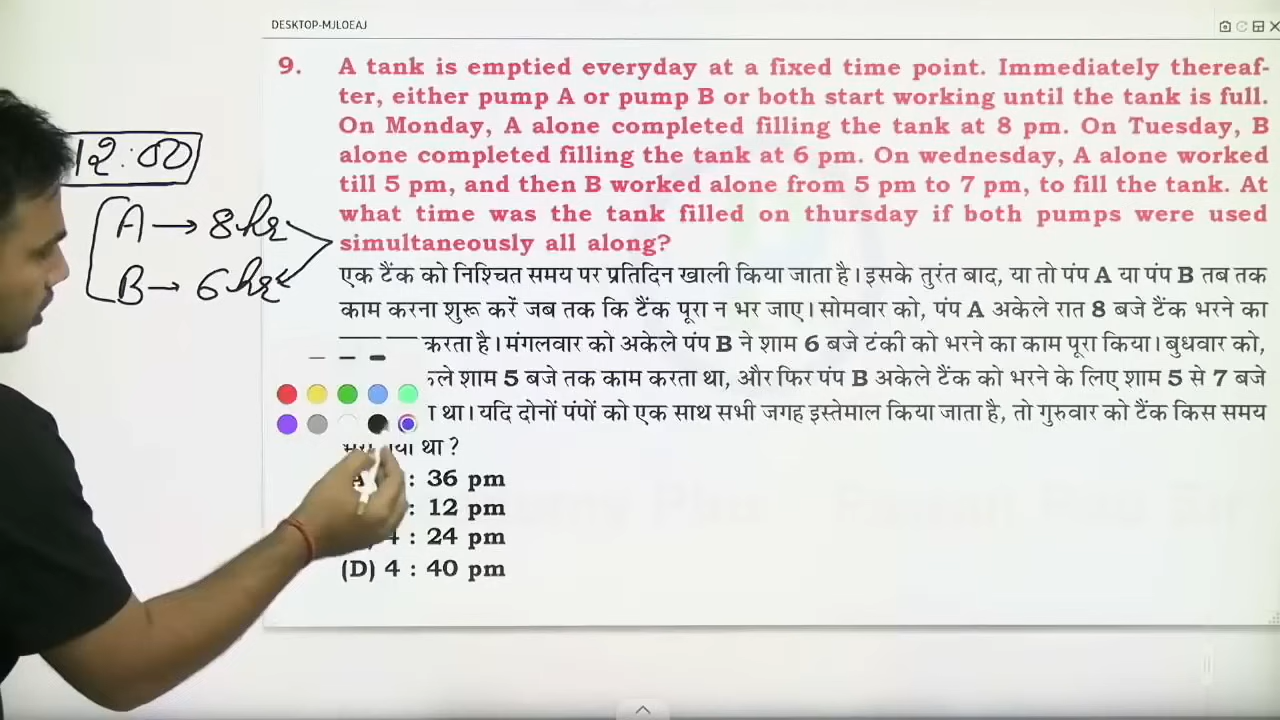 DESKTOP-MJLOEAJ
9. A tank is emptied everyday at a fixed time point. Immediately thereaf-
ter, either pump A or pump B or both start working until the tank is full.
On Monday, A alone completed filling the tank at 8 pm. On Tuesday, B
alone completed filling the tank at 6 pm. On wednesday, A alone worked
till 5 pm, and then B worked alone from 5 pm to 7 pm, to fill the tank. At
what time was the tank filled on thursday if both pumps were used
simultaneously all along?
12:00
A → 8 hr
B → 6 hr
एक टैंक को निश्चित समय पर प्रतिदिन खाली किया जाता है। इसके तुरंत बाद, या तो पंप A या पंप B तब तक
काम करना शुरू करें जब तक कि टैंक पूरा न भर जाए। सोमवार को, पंप A अकेले रात 8 बजे टैंक भरने का
करता है। मंगलवार को अकेले पंप B ने शाम 6 बजे टंकी को भरने का काम पूरा किया। बुधवार को,
शाम 5 बजे तक काम करता था, और फिर पंप B अकेले टैंक को भरने के लिए शाम 5 से 7 बजे
था। यदि दोनों पंपों को एक साथ सभी जगह इस्तेमाल किया जाता है, तो गुरुवार को टैंक किस समय
था ?
: 36 pm
: 12 pm
4 : 24 pm
(D) 4 : 40 pm